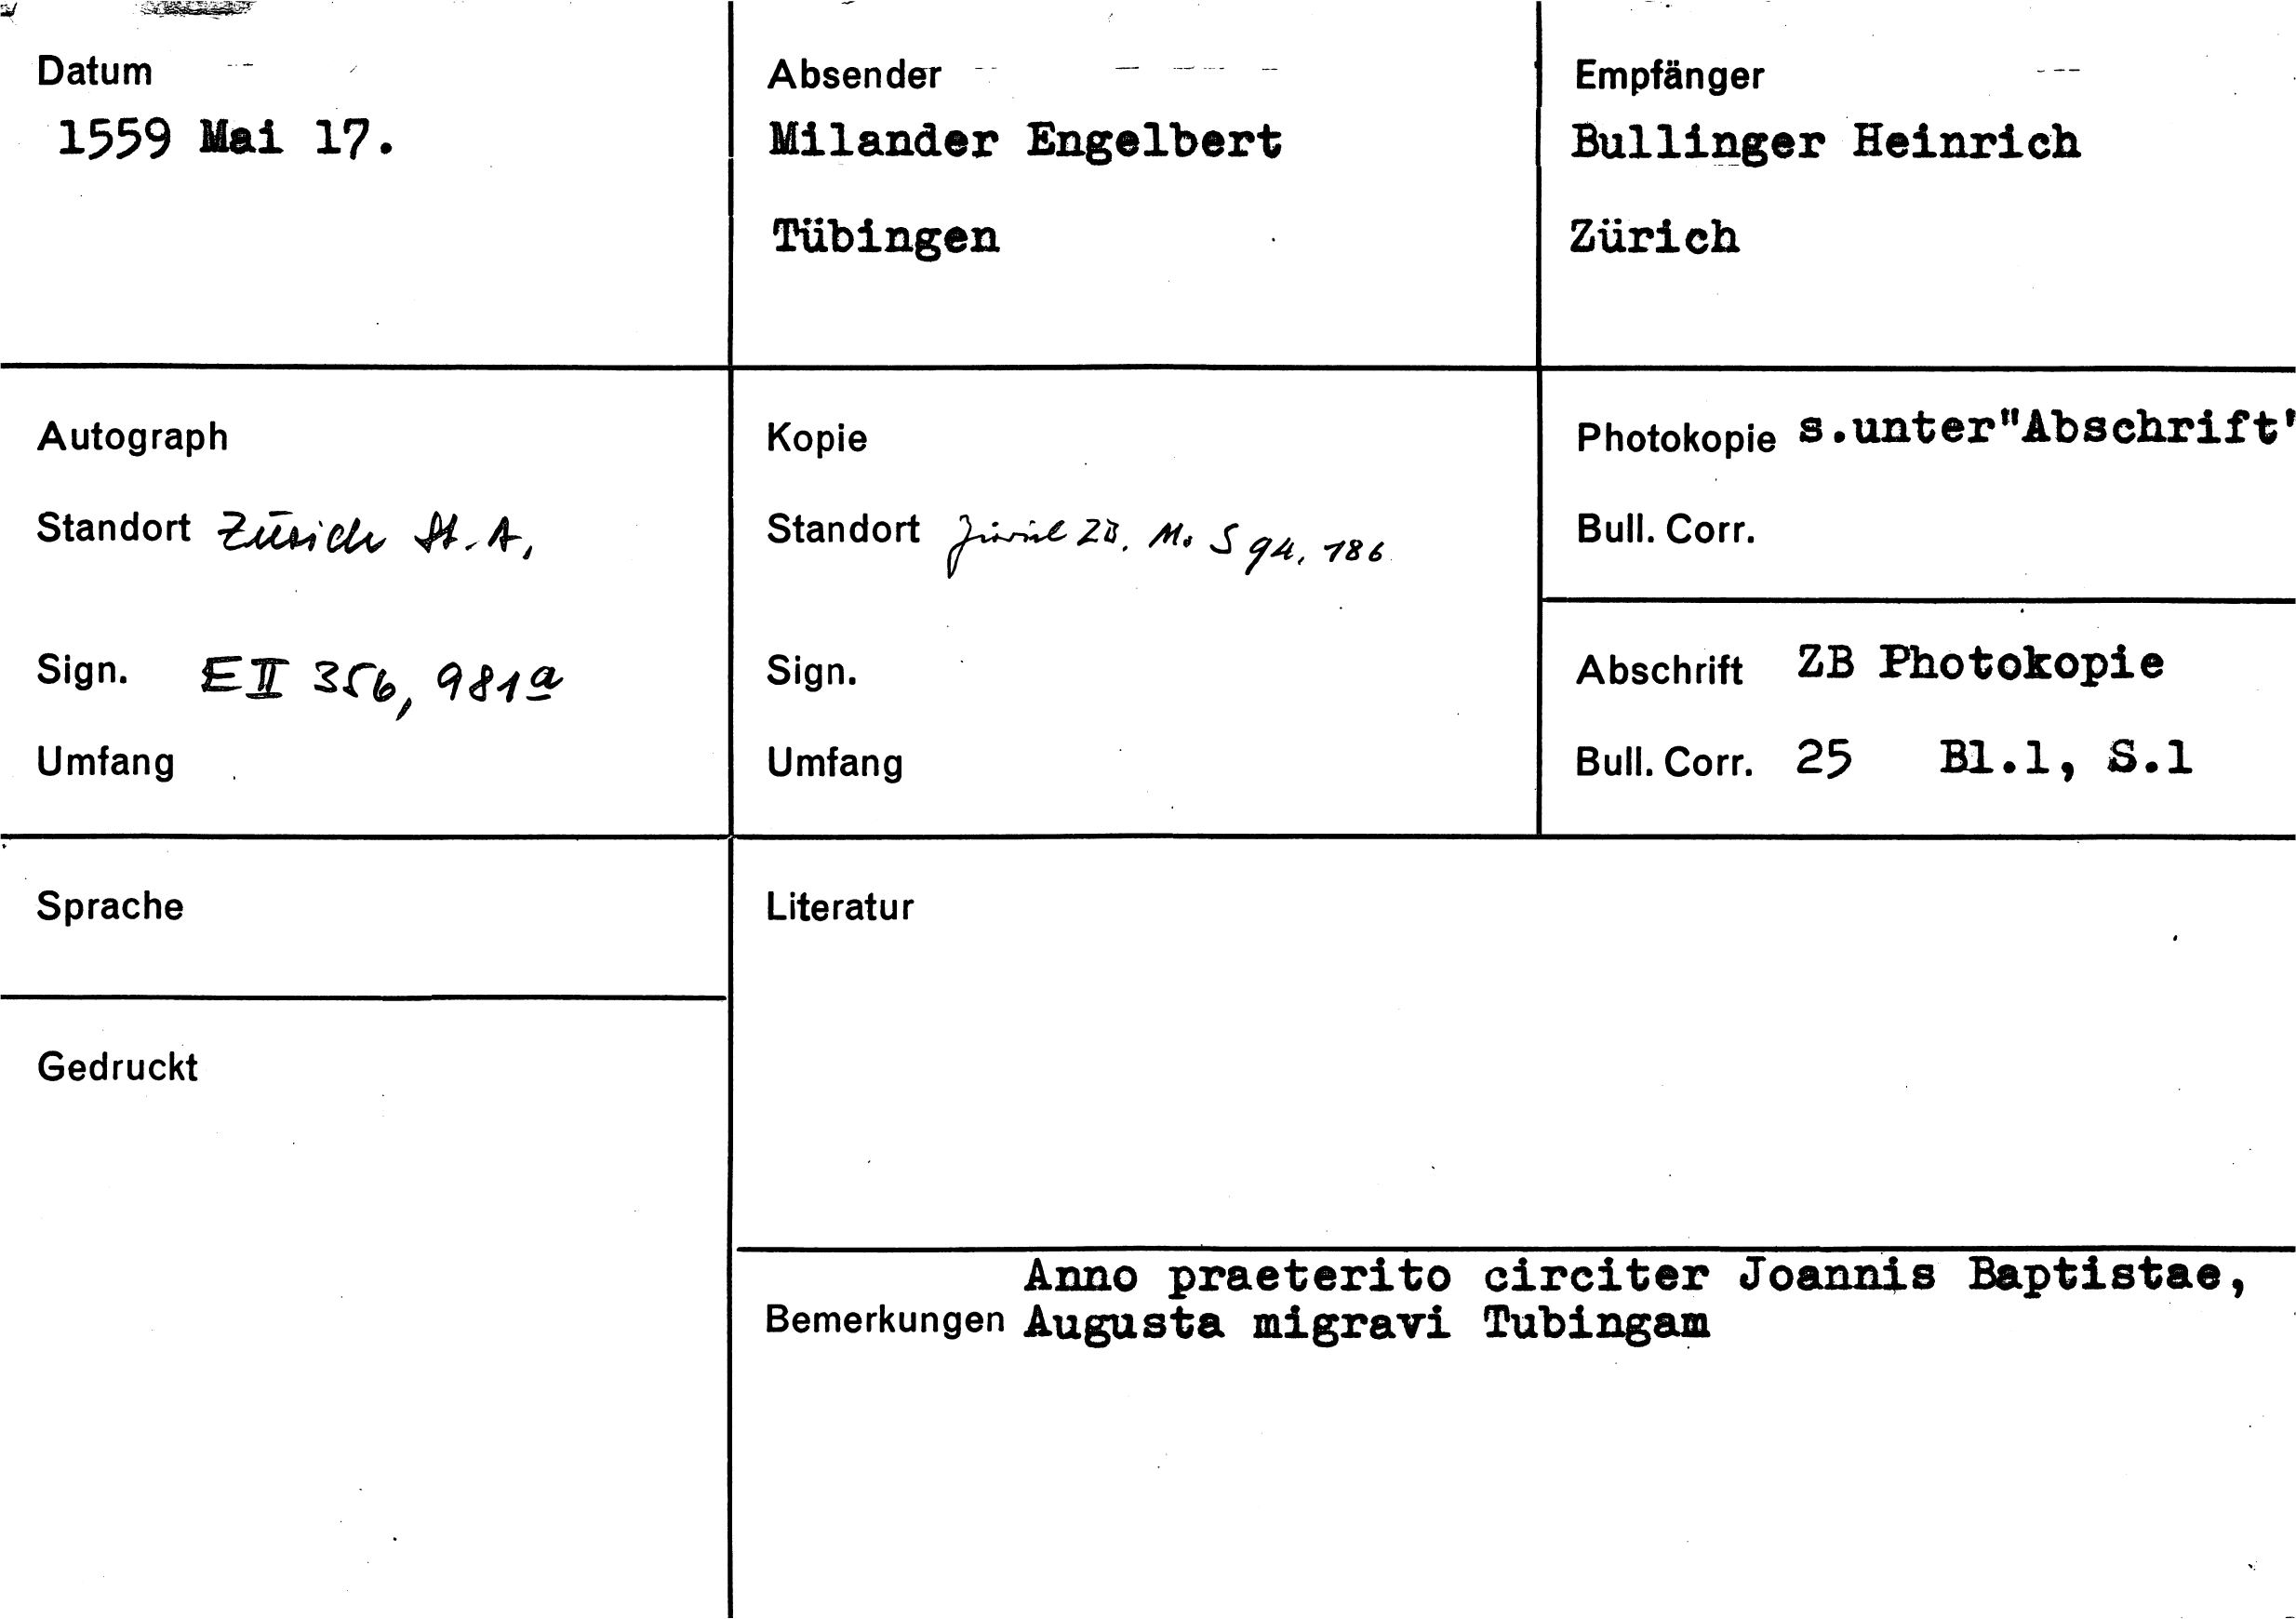 Datum
1559 Mai 17.
Absender
Milander Engelbert
Tübingen
Empfänger
Bullinger Heinrich
Zürich
Autograph
Standort Zürich St. A.
Sign. E II 356, 981a
Umfang
Kopie
Standort Zürich ZB, Ms S 94, 186
Sign.
Umfang
Photokopie s.unter"Abschrift"
Bull. Corr.
Abschrift ZB Photokopie
Bull. Corr. 25 Bl.1, S.1
Sprache
Gedruckt
Literatur
Anno praeterito circiter Joannis Baptistae,
Bemerkungen Augusta migravi Tubingam